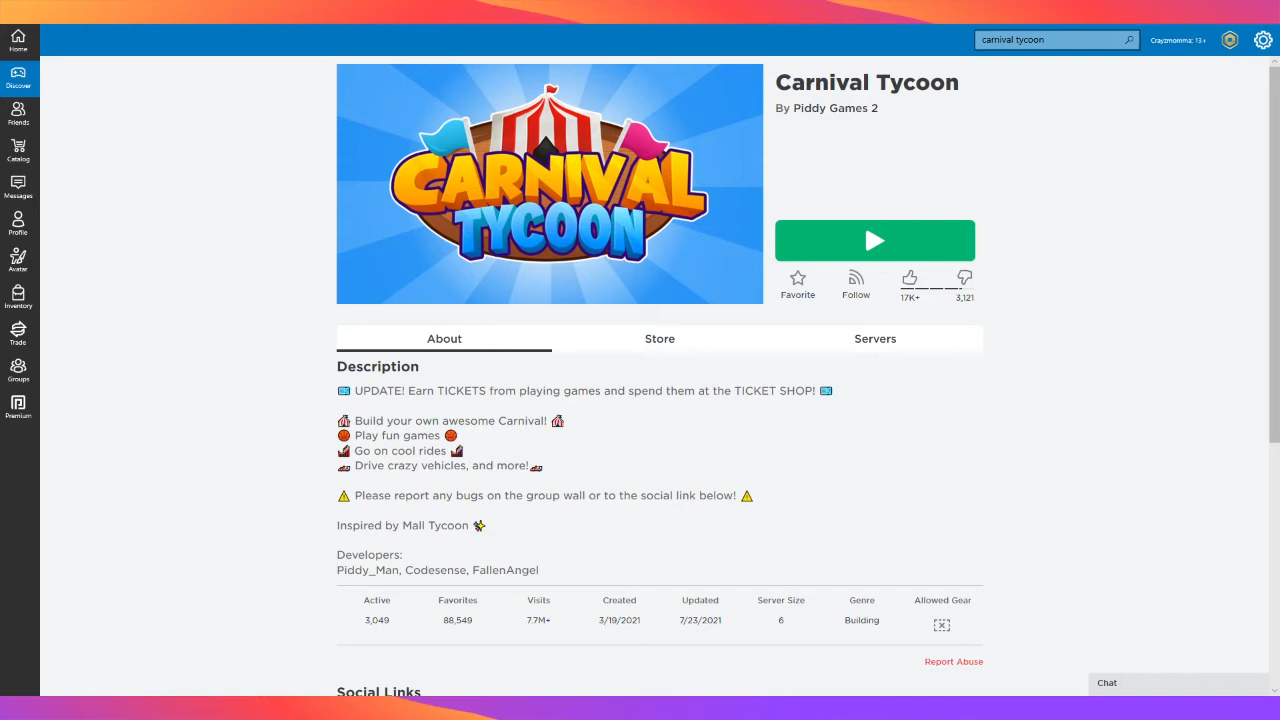 Home
carnival tycoon
Crayzmomma: 13+
Discover
Friends
Catalog
Messages
Profile
Avatar
Inventory
Trade
Groups
Premium
CARNIVAL
TYCOON
Carnival Tycoon
By Piddy Games 2
Favorite
Follow
17K+
3,121
About
Store
Servers
Description
UPDATE! Earn TICKETS from playing games and spend them at the TICKET SHOP!
Build your own awesome Carnival!
Play fun games
Go on cool rides
Drive crazy vehicles, and more!
Please report any bugs on the group wall or to the social link below!
Inspired by Mall Tycoon
Developers:
Piddy_Man, Codesense, FallenAngel
Active Favorites Visits Created Updated Server Size Genre Allowed Gear
3,049 88,549 7.7M+ 3/19/2021 7/23/2021 6 Building
Report Abuse
Social Links
Chat